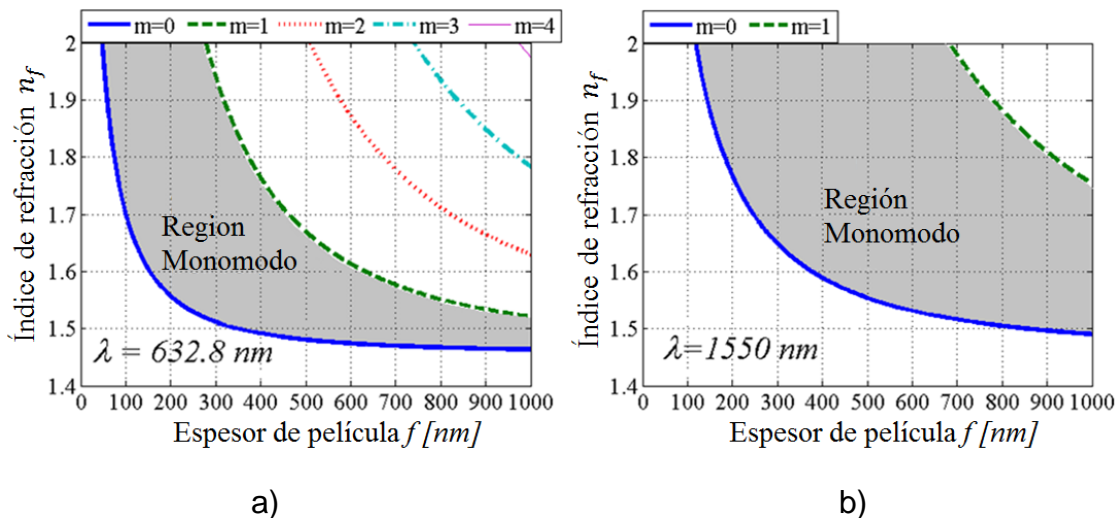 m=0 m=1 m=2 m=3 m=4
2
1.9
1.8
1.7
1.6
1.5
1.4
Índice de refracción n_f
Region
Monomodo
λ = 632.8 nm
0 100 200 300 400 500 600 700 800 900 1000
Espesor de película f [nm]
a)
m=0 m=1
2
1.9
1.8
1.7
1.6
1.5
1.4
Índice de refracción n_f
Región
Monomodo
λ=1550 nm
0 100 200 300 400 500 600 700 800 900 1000
Espesor de película f [nm]
b)